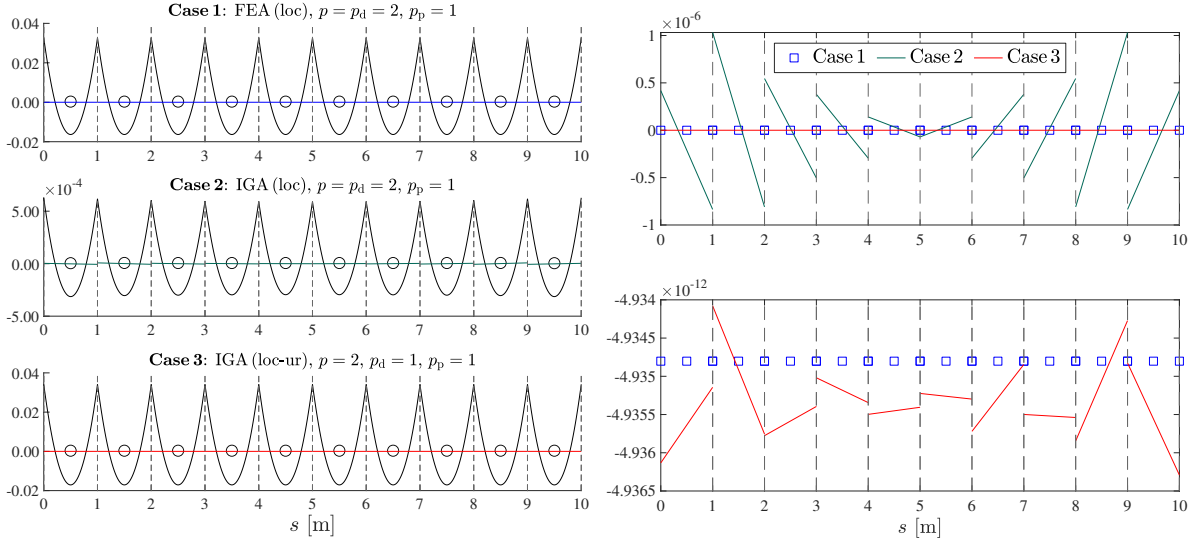 Case 1: FEA (loc), p = p_d = 2, p_p = 1
0.04
0.02
0.00
-0.02
0 1 2 3 4 5 6 7 8 9 10
×10^-4
Case 2: IGA (loc), p = p_d = 2, p_p = 1
5.00
0.00
-5.00
0 1 2 3 4 5 6 7 8 9 10
Case 3: IGA (loc-ur), p = 2, p_d = 1, p_p = 1
0.04
0.02
0.00
-0.02
0 1 2 3 4 5 6 7 8 9 10
s [m]
×10^-6
1
0.5
0
-0.5
-1
Case 1 Case 2 Case 3
0 1 2 3 4 5 6 7 8 9 10
×10^-12
-4.934
-4.9345
-4.935
-4.9355
-4.936
-4.9365
0 1 2 3 4 5 6 7 8 9 10
s [m]